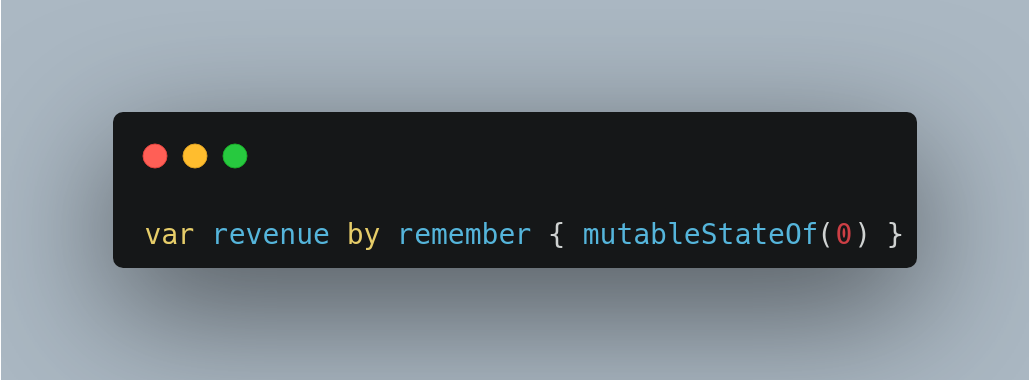 var revenue by remember { mutableStateOf(0) }